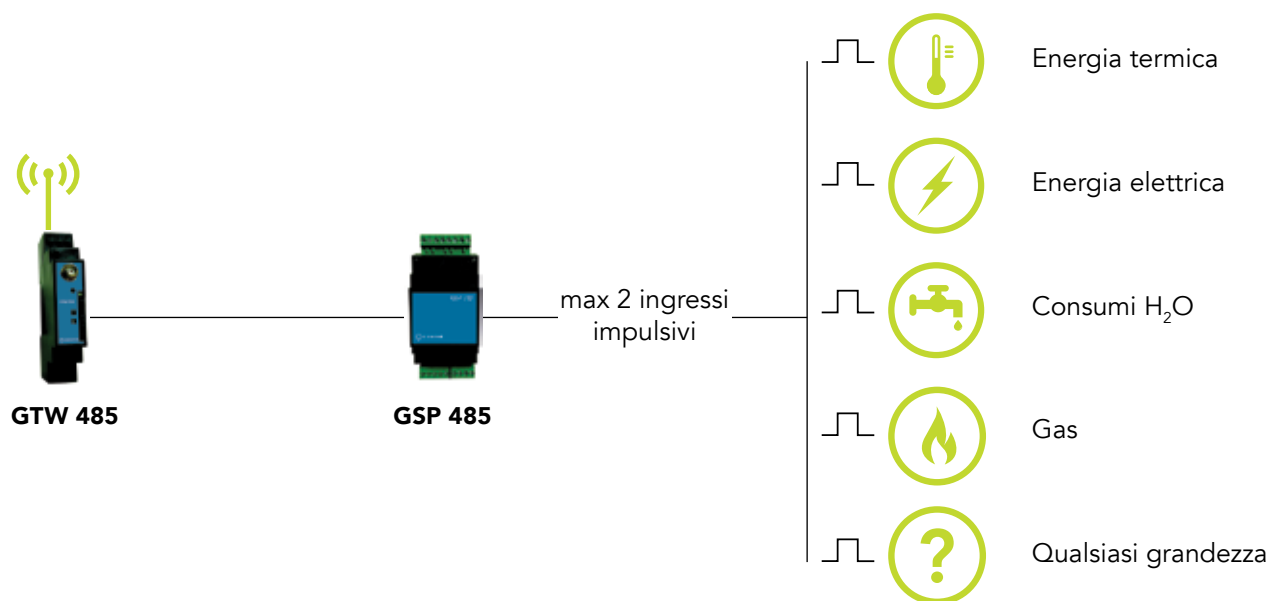 Energia termica
Energia elettrica
max 2 ingressi
impulsivi
Consumi H₂O
GTW 485
GSP 485
Gas
?
Qualsiasi grandezza